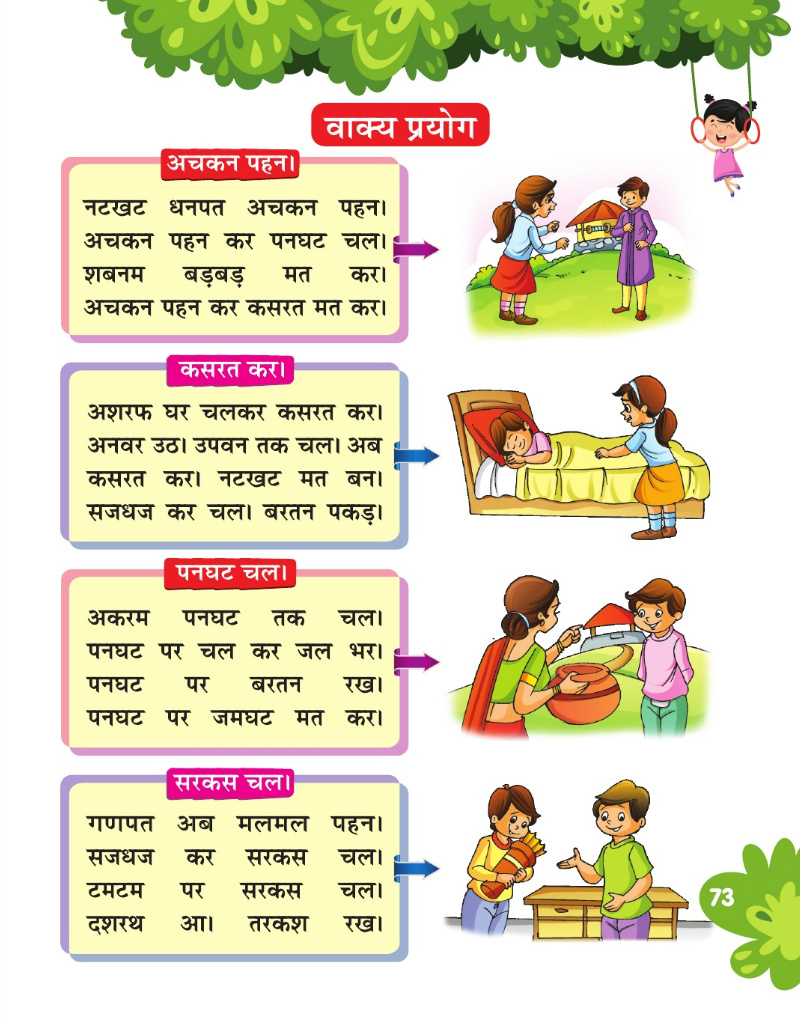 वाक्य प्रयोग
अचकन पहन।
नटखट धनपत अचकन पहन।
अचकन पहन कर पनघट चल।
शबनम बड़बड़ मत कर।
अचकन पहन कर कसरत मत कर।
कसरत कर।
अशरफ घर चलकर कसरत कर।
अनवर उठ। उपवन तक चल। अब
कसरत कर। नटखट मत बन।
सजधज कर चल। बरतन पकड़।
पनघट चल।
अकरम पनघट तक चल।
पनघट पर चल कर जल भर।
पनघट पर बरतन रख।
पनघट पर जमघट मत कर।
सरकस चल।
गणपत अब मलमल पहन।
सजधज कर सरकस चल।
टमटम पर सरकस चल।
दशरथ आ। तरकश रख।
73